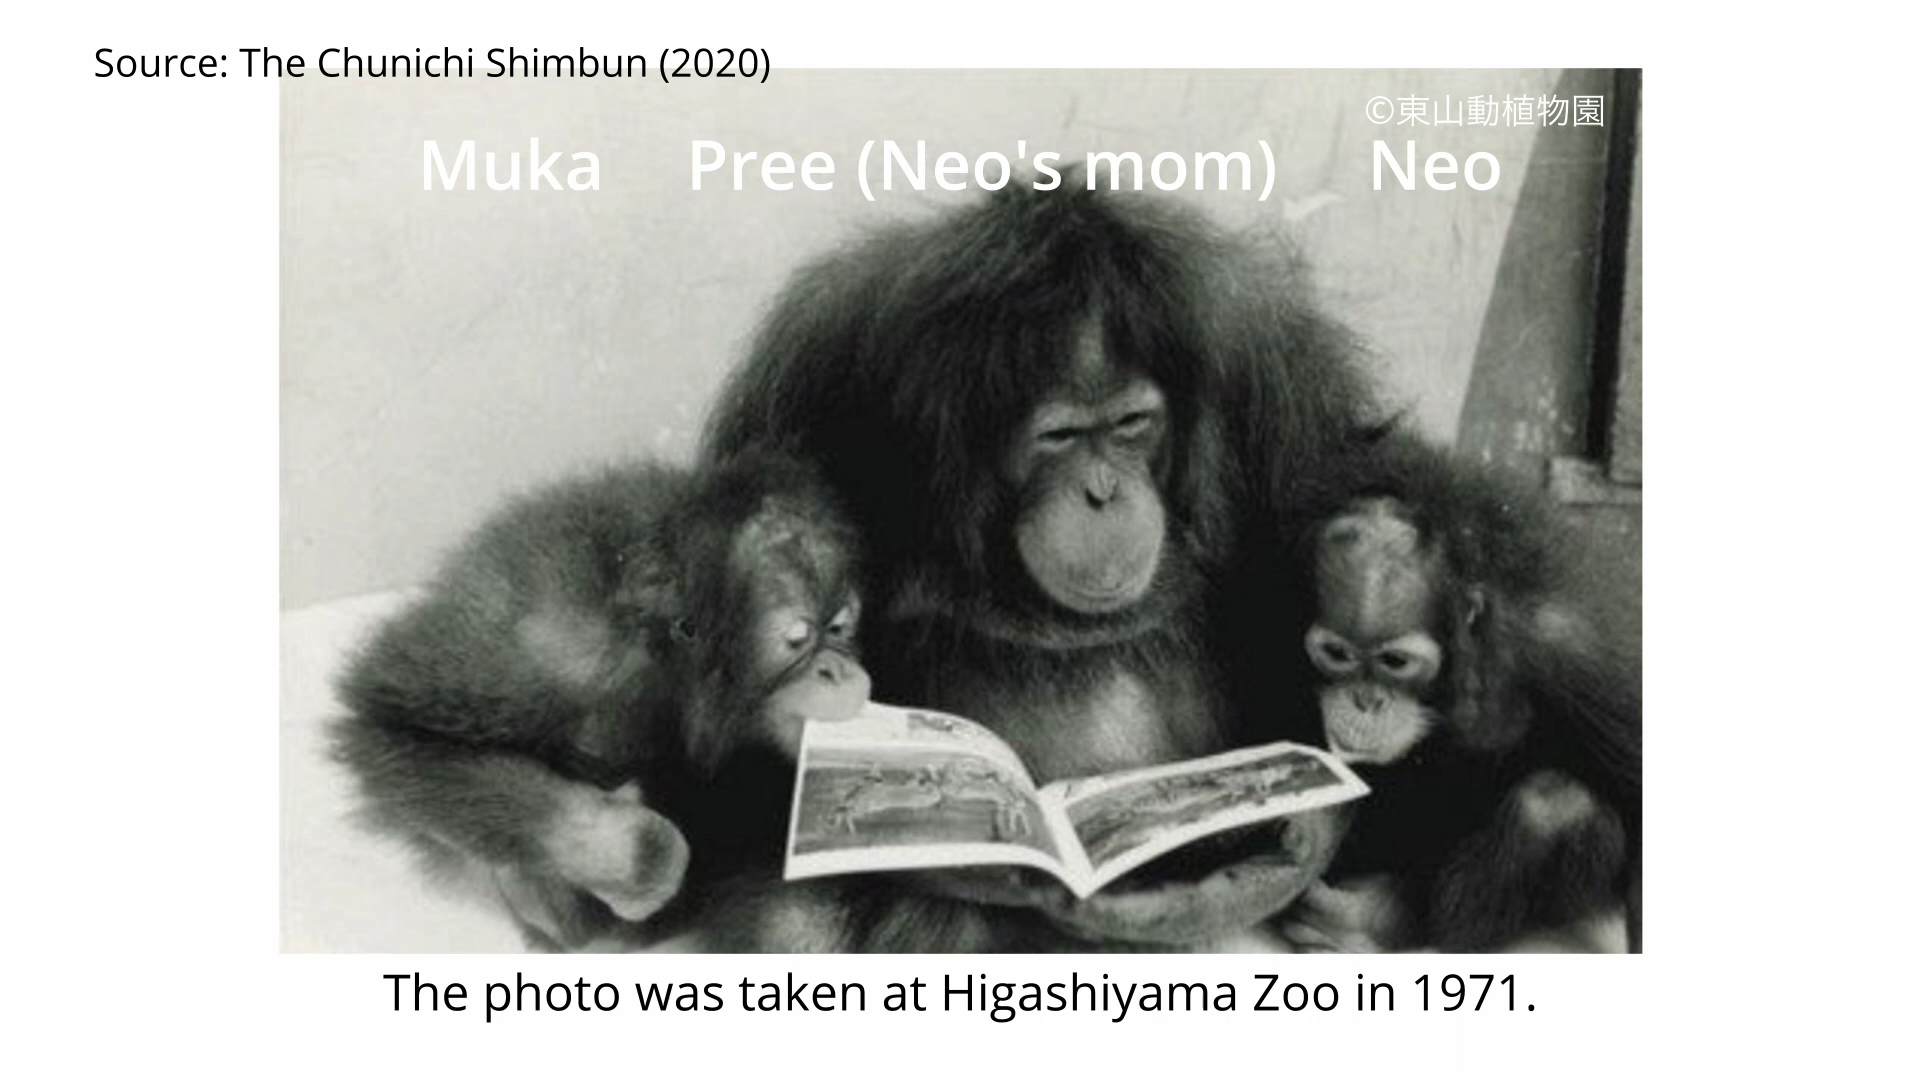 Source: The Chunichi Shimbun (2020)
©東山動植物園
Muka Pree (Neo's mom) Neo
The photo was taken at Higashiyama Zoo in 1971.